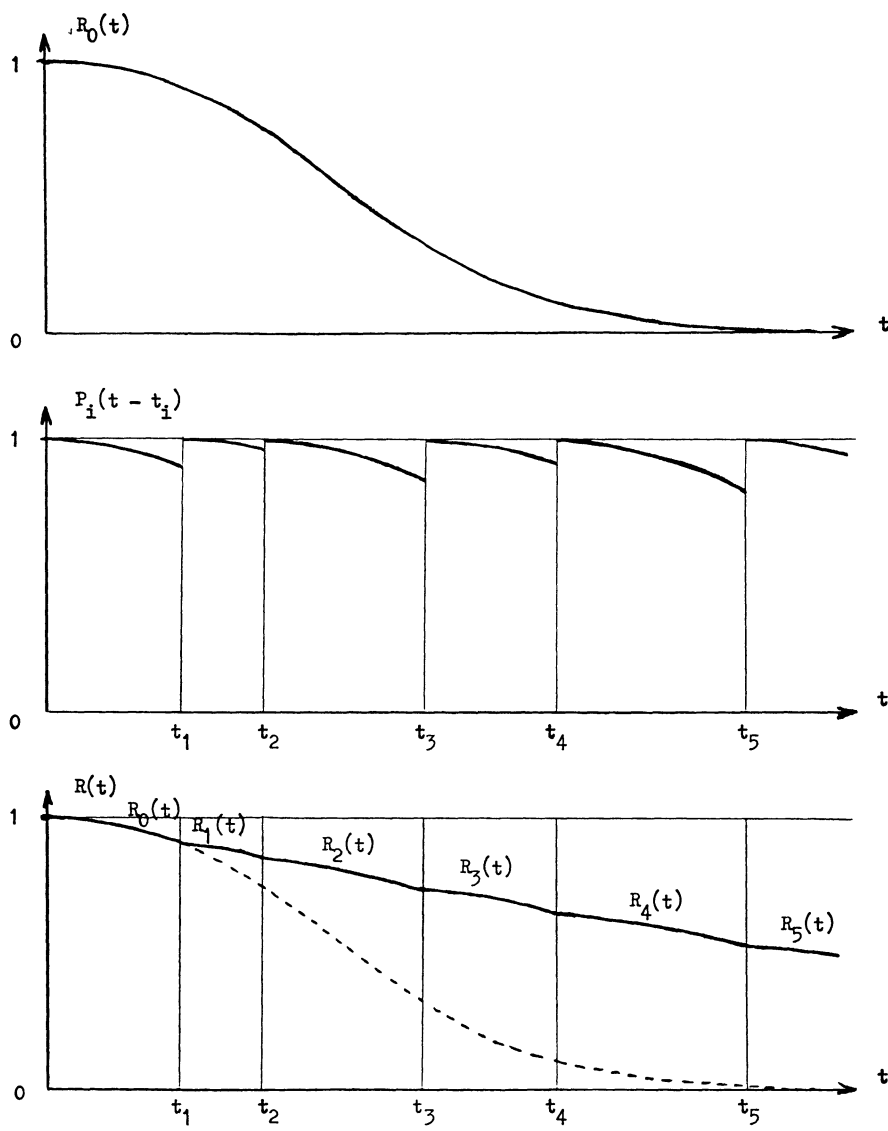 R₀(t)
1
0
t
Pᵢ(t - tᵢ)
1
0
t
t₁ t₂ t₃ t₄ t₅
R(t)
1
R₀(t) R₁(t) R₂(t) R₃(t) R₄(t) R₅(t)
0
t
t₁ t₂ t₃ t₄ t₅